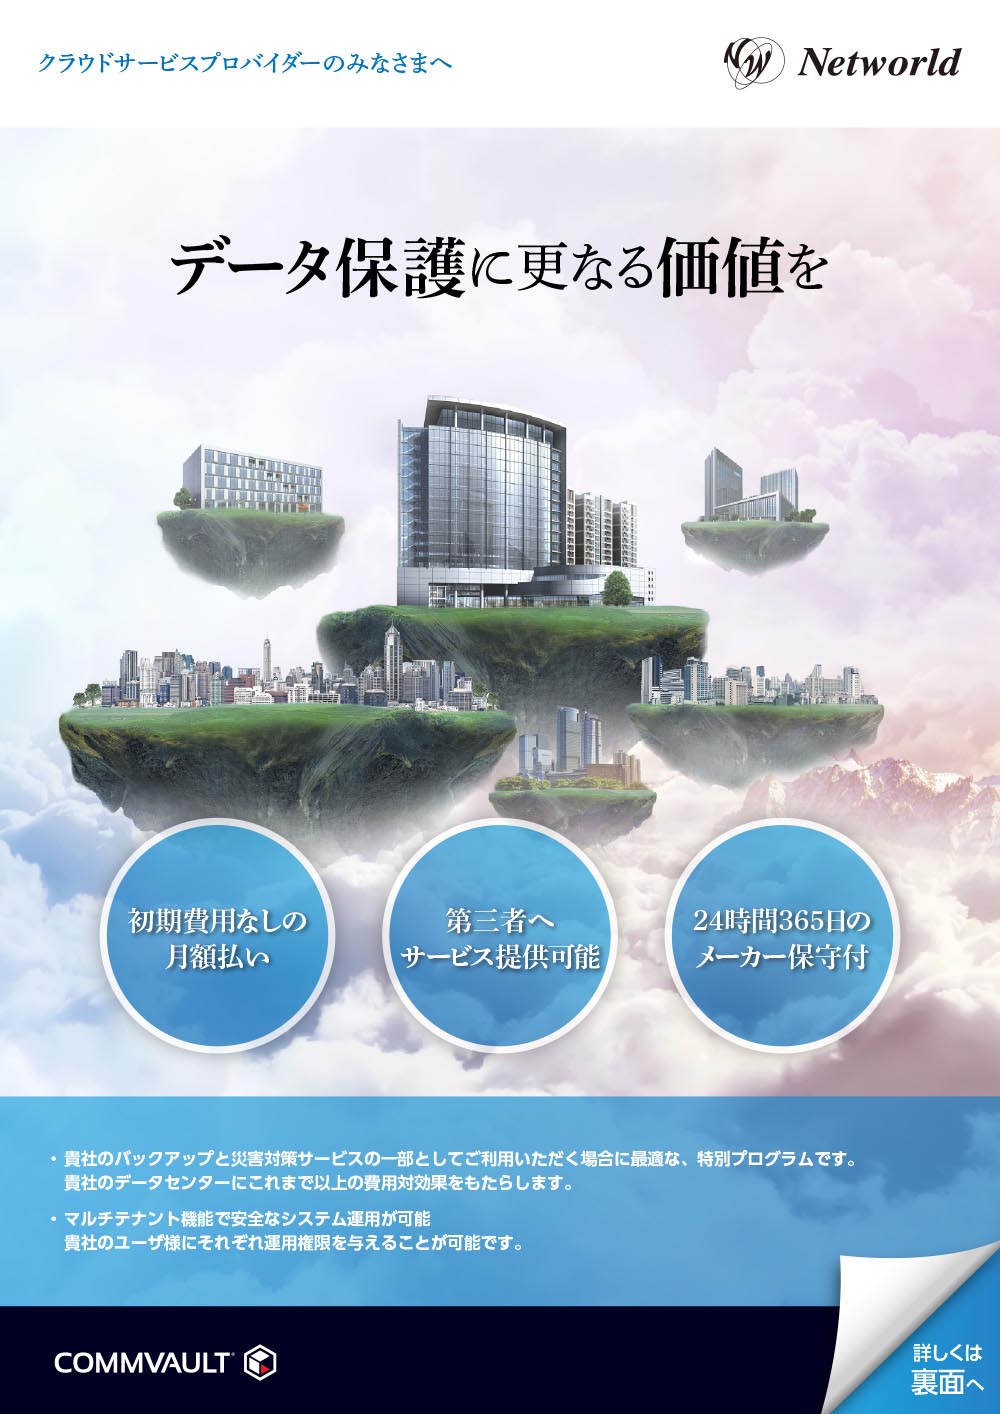 クラウドサービスプロバイダーのみなさまへ
NW Networld
データ保護に更なる価値を
初期費用なしの
月額払い
第三者へ
サービス提供可能
24時間365日の
メーカー保守付
・貴社のバックアップと災害対策サービスの一部としてご利用いただく場合に最適な、特別プログラムです。
貴社のデータセンターにこれまで以上の費用対効果をもたらします。
・マルチテナント機能で安全なシステム運用が可能
貴社のユーザ様にそれぞれ運用権限を与えることが可能です。
COMMVAULT
詳しくは
裏面へ